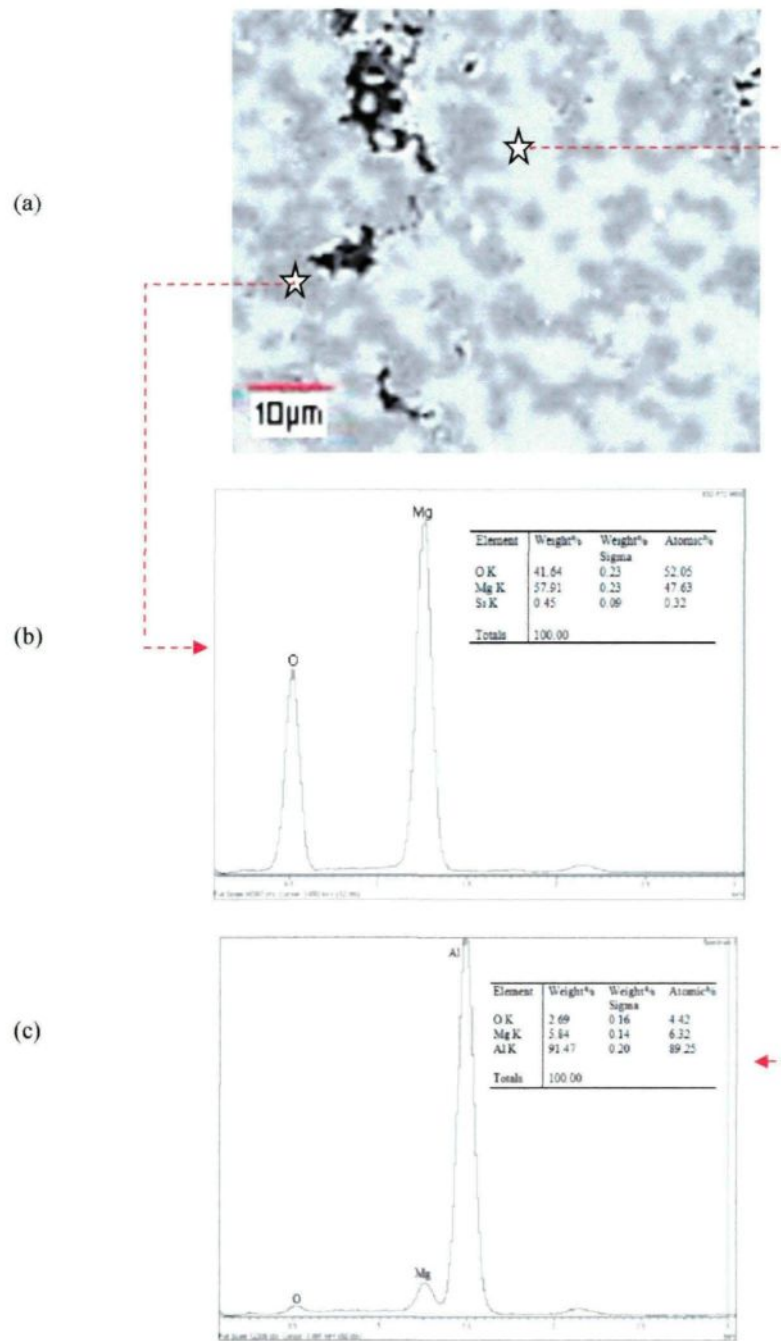 (a)
10μm
(b)
Mg
O
Element Weight% Weight% Sigma Atomic%
O K 41.64 0.23 52.05
Mg K 57.91 0.23 47.63
Si K 0.45 0.09 0.32
Totals 100.00
(c)
Al
Mg
O
Element Weight% Weight% Sigma Atomic%
O K 2.69 0.16 4.42
Mg K 5.84 0.14 6.32
Al K 91.47 0.20 89.25
Totals 100.00